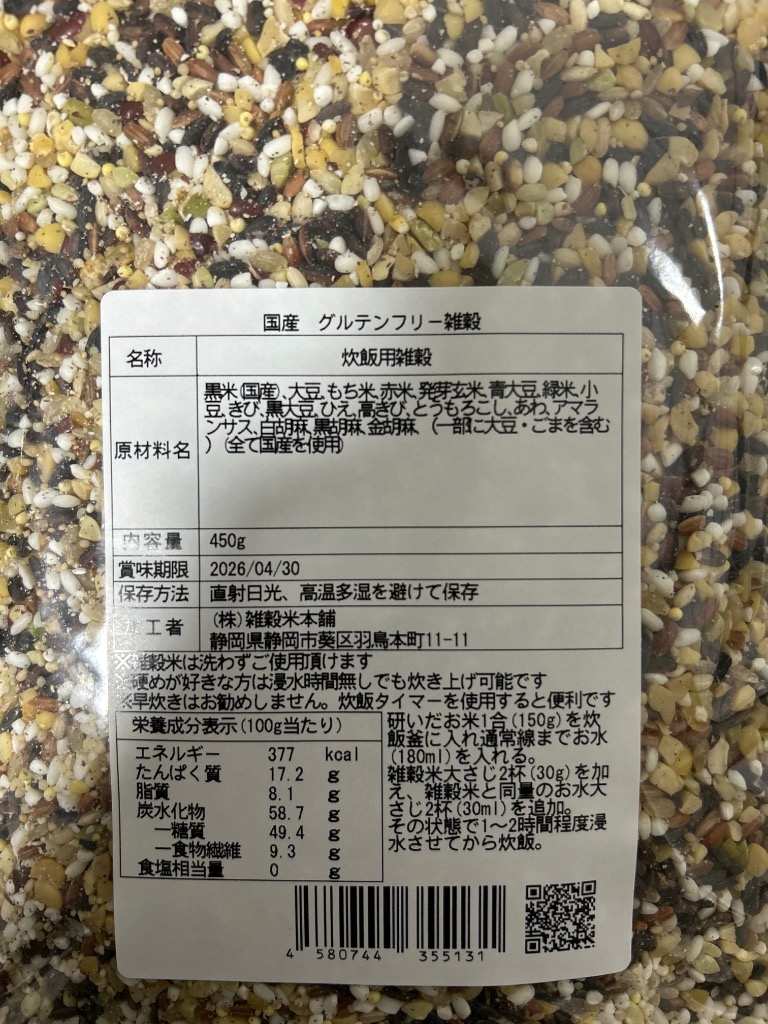 国産　グルテンフリー雑穀
名称
炊飯用雑穀
原材料名
黒米(国産)、大豆、もち米、赤米、発芽玄米、青大豆、緑米、小
豆、きび、黒大豆、ひえ、高きび、とうもろこし、あわ、アマラ
ンサス、白胡麻、黒胡麻、金胡麻、(一部に大豆・ごまを含む
)(全て国産を使用)
内容量
450g
賞味期限
2026/04/30
保存方法
直射日光、高温多湿を避けて保存
加工者
(株)雑穀米本舗
静岡県静岡市葵区羽鳥本町11-11
※雑穀米は洗わずご使用頂けます
※硬めが好きな方は浸水時間無しでも炊き上げ可能です
※早炊きはお勧めしません。炊飯タイマーを使用すると便利です
栄養成分表示(100g当たり)
エネルギー 377 kcal
たんぱく質 17.2 g
脂質 8.1 g
炭水化物 58.7 g
―糖質 49.4 g
―食物繊維 9.3 g
食塩相当量 0 g
研いだお米1合(150g)を炊
飯釜に入れ通常線までお水
(180ml)を入れる。
雑穀米大さじ2杯(30g)を加
え、雑穀米と同量のお水大
さじ2杯(30ml)を追加。
その状態で1～2時間程度浸
水させてから炊飯。
4 580744 355131